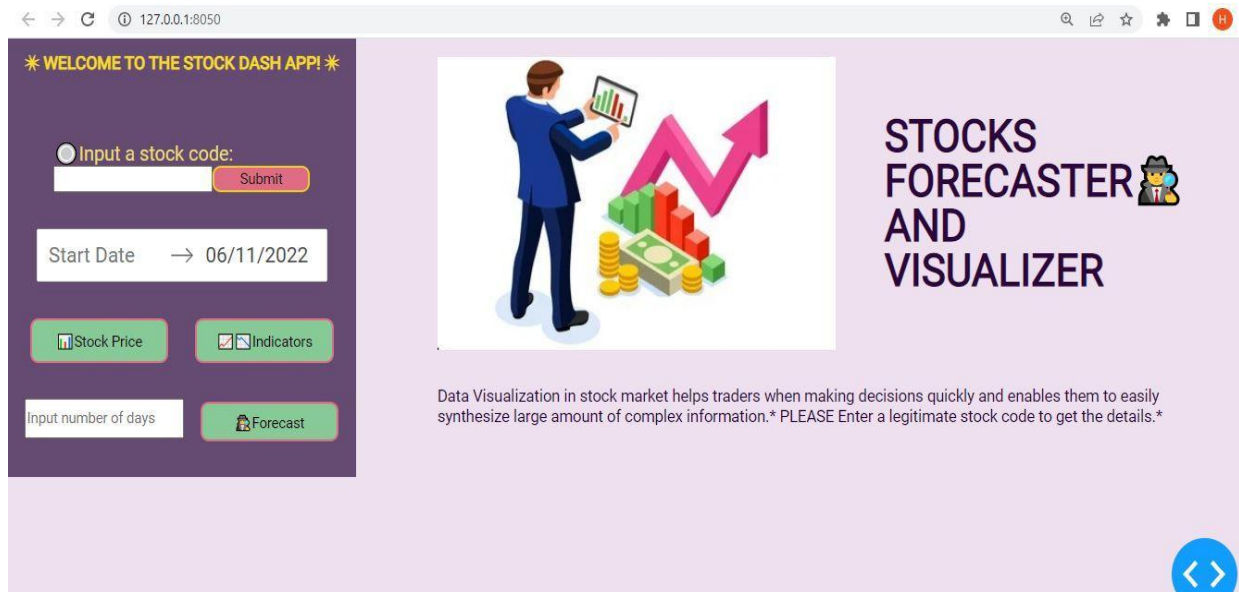 127.0.0.1:8050
H
✴ WELCOME TO THE STOCK DASH APP! ✴
Input a stock code:
Submit
Start Date → 06/11/2022
Stock Price
Indicators
Input number of days
Forecast
STOCKS
FORECASTER
AND
VISUALIZER
Data Visualization in stock market helps traders when making decisions quickly and enables them to easily
synthesize large amount of complex information.* PLEASE Enter a legitimate stock code to get the details.*